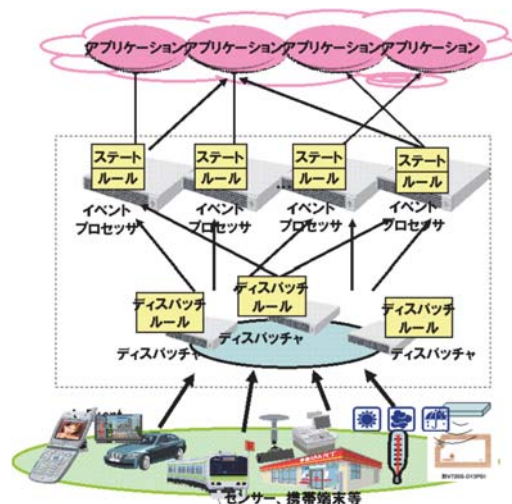 アプリケーション
アプリケーション
アプリケーション
アプリケーション
ステート
ルール
ステート
ルール
ステート
ルール
ステート
ルール
イベント
プロセッサ
イベント
プロセッサ
イベント
プロセッサ
イベント
プロセッサ
ディスパッチ
ルール
ディスパッチ
ルール
ディスパッチ
ルール
ディスパッチャ
ディスパッチャ
ディスパッチャ
センサー、携帯端末等